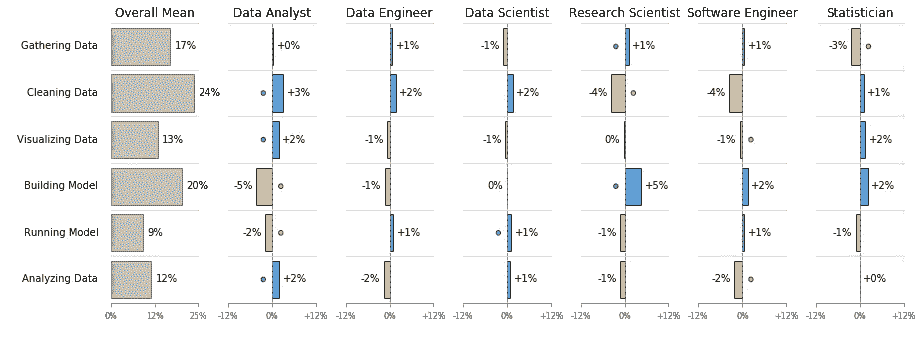 Overall Mean Data Analyst Data Engineer Data Scientist Research Scientist Software Engineer Statistician
Gathering Data 17% +0% +1% -1% +1% +1% -3%
Cleaning Data 24% +3% +2% +2% -4% -4% +1%
Visualizing Data 13% +2% -1% -1% 0% -1% +2%
Building Model 20% -5% -1% 0% +5% +2% +2%
Running Model 9% -2% +1% +1% -1% +1% -1%
Analyzing Data 12% +2% -2% +1% -1% -2% +0%
0% 12% 25% -12% 0% +12% -12% 0% +12% -12% 0% +12% -12% 0% +12% -12% 0% +12% -12% 0% +12%